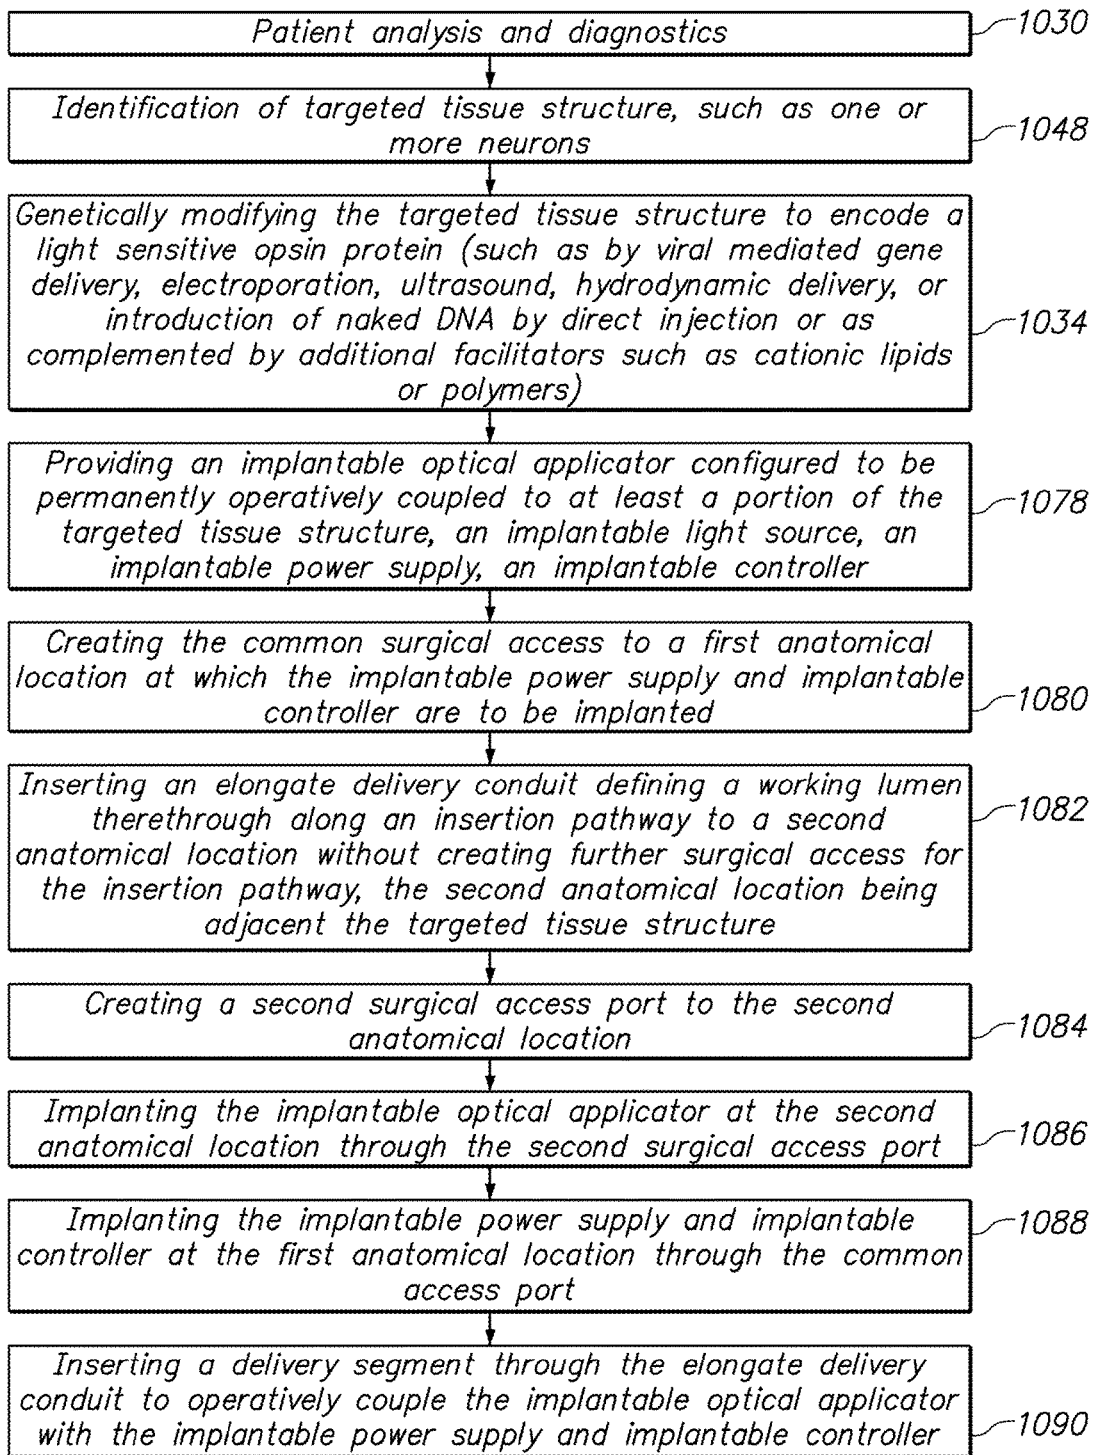 Patient analysis and diagnostics
1030
Identification of targeted tissue structure, such as one or
more neurons
1048
Genetically modifying the targeted tissue structure to encode a
light sensitive opsin protein (such as by viral mediated gene
delivery, electroporation, ultrasound, hydrodynamic delivery, or
introduction of naked DNA by direct injection or as
complemented by additional facilitators such as cationic lipids
or polymers)
1034
Providing an implantable optical applicator configured to be
permanently operatively coupled to at least a portion of the
targeted tissue structure, an implantable light source, an
implantable power supply, an implantable controller
1078
Creating the common surgical access to a first anatomical
location at which the implantable power supply and implantable
controller are to be implanted
1080
Inserting an elongate delivery conduit defining a working lumen
therethrough along an insertion pathway to a second
anatomical location without creating further surgical access for
the insertion pathway, the second anatomical location being
adjacent the targeted tissue structure
1082
Creating a second surgical access port to the second
anatomical location
1084
Implanting the implantable optical applicator at the second
anatomical location through the second surgical access port
1086
Implanting the implantable power supply and implantable
controller at the first anatomical location through the common
access port
1088
Inserting a delivery segment through the elongate delivery
conduit to operatively couple the implantable optical applicator
with the implantable power supply and implantable controller
1090